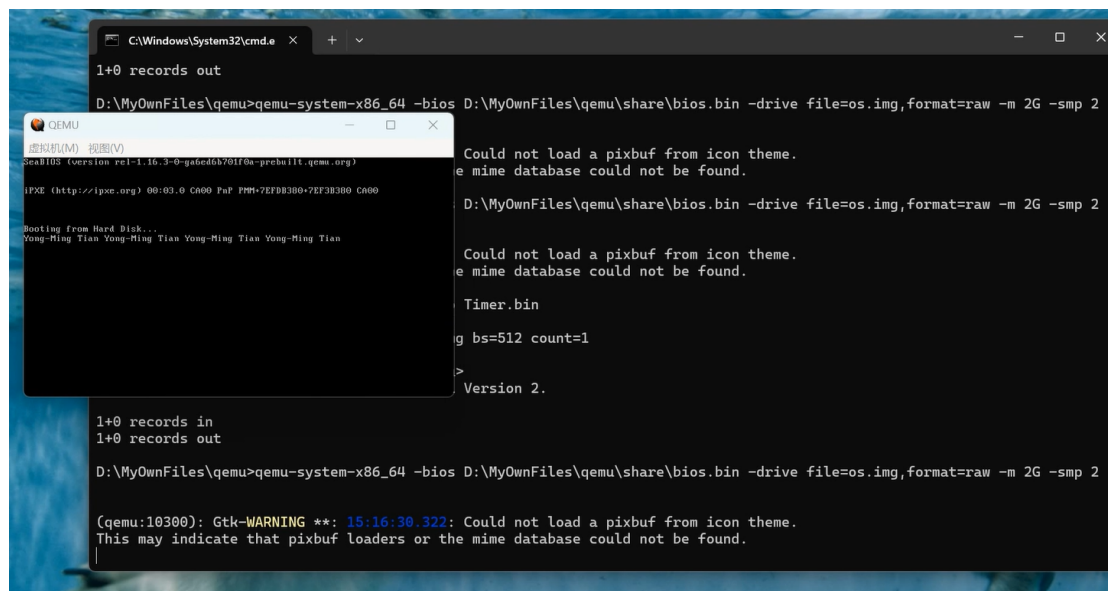 C:\Windows\System32\cmd.e
1+0 records out
D:\MyOwnFiles\qemu>qemu-system-x86_64 -bios D:\MyOwnFiles\qemu\share\bios.bin -drive file=os.img,format=raw -m 2G -smp 2
QEMU
虚拟机(M) 视图(V)
SeaBIOS (version rel-1.16.3-0-ga6ed6b701f0a-prebuilt.qemu.org)
iPXE (http://ipxe.org) 00:03.0 CA00 PnP PMM+7EFDB380+7EF3B380 CA00
Booting from Hard Disk...
Yong-Ming Tian Yong-Ming Tian Yong-Ming Tian Yong-Ming Tian
Could not load a pixbuf from icon theme.
e mime database could not be found.
D:\MyOwnFiles\qemu\share\bios.bin -drive file=os.img,format=raw -m 2G -smp 2
Could not load a pixbuf from icon theme.
e mime database could not be found.
Timer.bin
g bs=512 count=1
>
Version 2.
1+0 records in
1+0 records out
D:\MyOwnFiles\qemu>qemu-system-x86_64 -bios D:\MyOwnFiles\qemu\share\bios.bin -drive file=os.img,format=raw -m 2G -smp 2
(qemu:10300): Gtk-WARNING **: 15:16:30.322: Could not load a pixbuf from icon theme.
This may indicate that pixbuf loaders or the mime database could not be found.